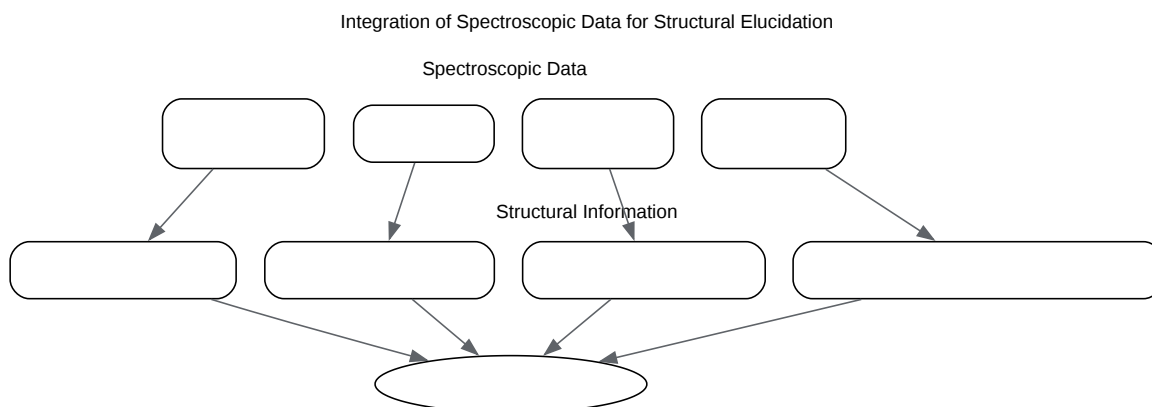 Integration of Spectroscopic Data for Structural Elucidation
Spectroscopic Data
Structural Information